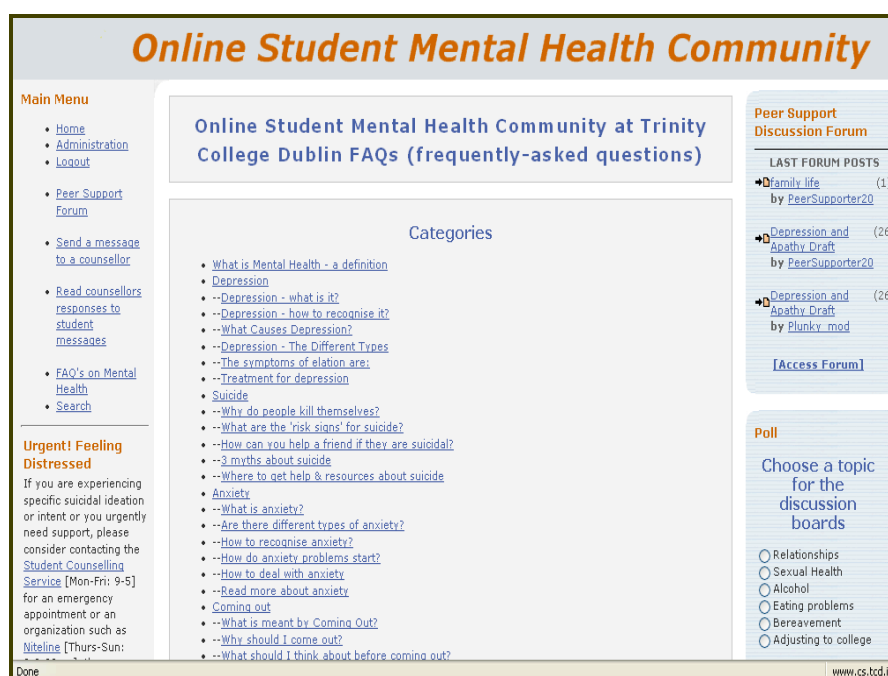 Online Student Mental Health Community
Main Menu
Home
Administration
Logout
Peer Support
Forum
Send a message
to a counsellor
Read counsellors
responses to
student
messages
FAQ's on Mental
Health
Search
Urgent! Feeling
Distressed
If you are experiencing
specific suicidal ideation
or intent or you urgently
need support, please
consider contacting the
Student Counselling
Service [Mon-Fri: 9-5]
for an emergency
appointment or an
organization such as
Niteline [Thurs-Sun:
Online Student Mental Health Community at Trinity
College Dublin FAQs (frequently-asked questions)
Categories
What is Mental Health - a definition
Depression
--Depression - what is it?
--Depression - how to recognise it?
--What Causes Depression?
--Depression - The Different Types
--The symptoms of elation are:
--Treatment for depression
Suicide
--Why do people kill themselves?
--What are the 'risk signs' for suicide?
--How can you help a friend if they are suicidal?
--3 myths about suicide
--Where to get help & resources about suicide
Anxiety
--What is anxiety?
--Are there different types of anxiety?
--How to recognise anxiety?
--How do anxiety problems start?
--How to deal with anxiety
--Read more about anxiety
Coming out
--What is meant by Coming Out?
--Why should I come out?
--What should I think about before coming out?
Peer Support
Discussion Forum
LAST FORUM POSTS
family life (1
by PeerSupporter20
Depression and (26
Apathy Draft
by PeerSupporter20
Depression and (26
Apathy Draft
by Plunky_mod
[Access Forum]
Poll
Choose a topic
for the
discussion
boards
Relationships
Sexual Health
Alcohol
Eating problems
Bereavement
Adjusting to college
Done
www.cs.tcd.i